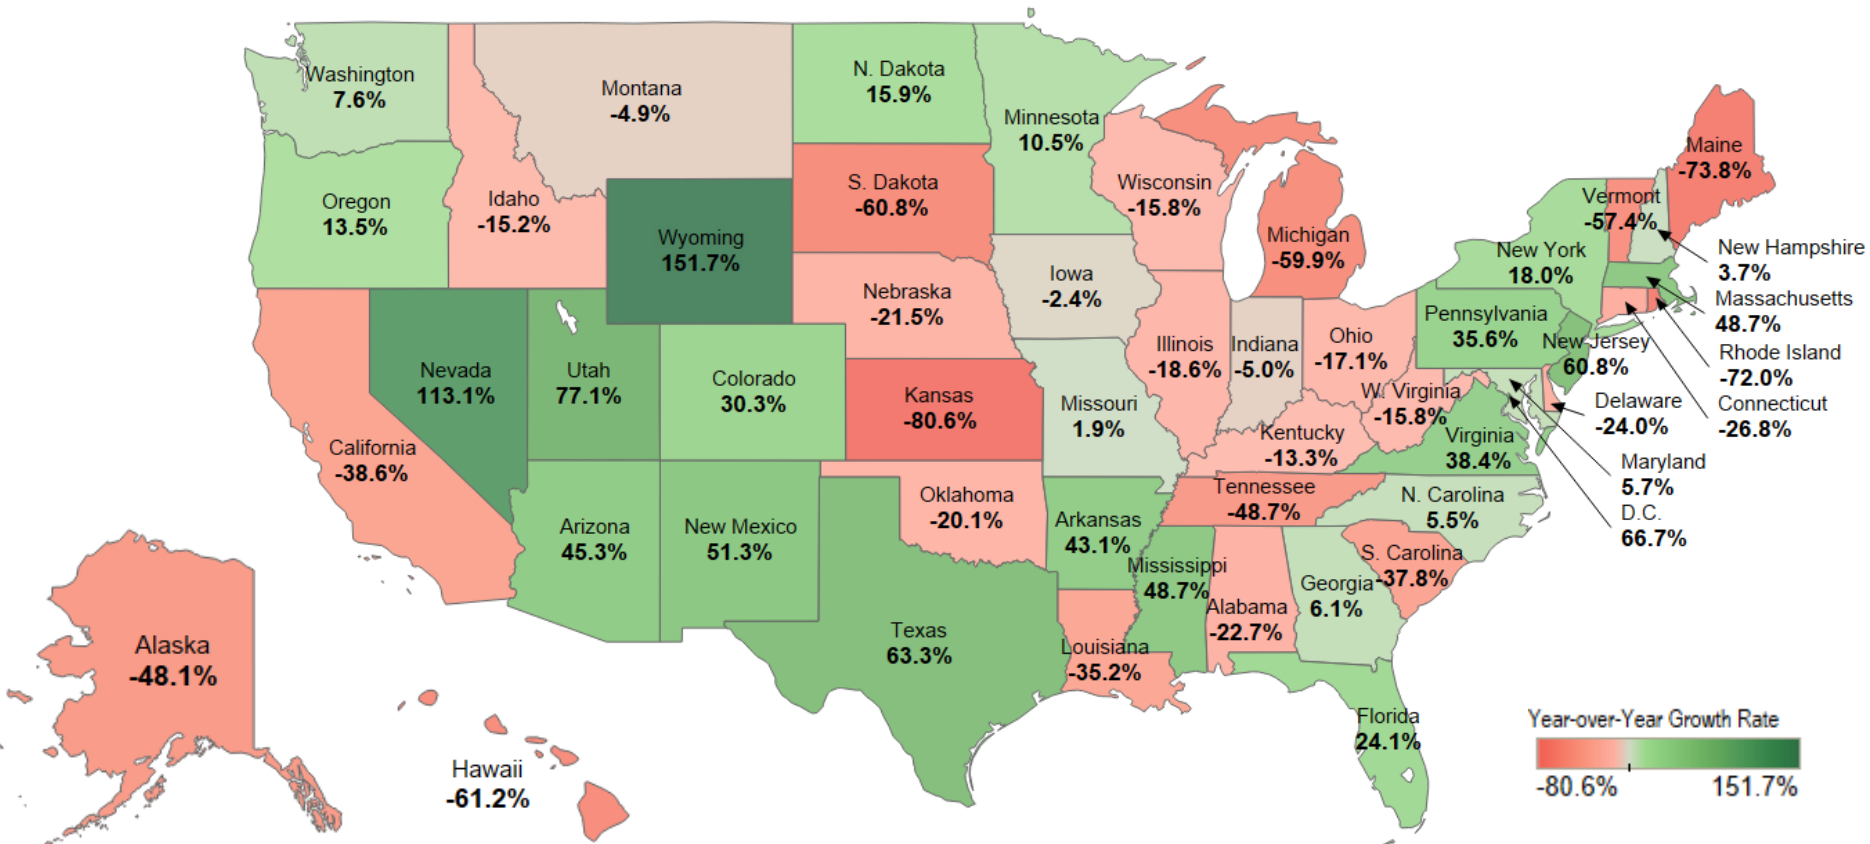 Washington
7.6%
Montana
-4.9%
N. Dakota
15.9%
Minnesota
10.5%
Oregon
13.5%
Idaho
-15.2%
Wyoming
151.7%
S. Dakota
-60.8%
Wisconsin
-15.8%
Michigan
-59.9%
Maine
-73.8%
Vermont
-57.4%
New Hampshire
3.7%
New York
18.0%
Massachusetts
48.7%
Rhode Island
-72.0%
Connecticut
-26.8%
Nebraska
-21.5%
Iowa
-2.4%
Pennsylvania
35.6%
New Jersey
60.8%
Delaware
-24.0%
Maryland
5.7%
D.C.
66.7%
California
-38.6%
Nevada
113.1%
Utah
77.1%
Colorado
30.3%
Kansas
-80.6%
Missouri
1.9%
Illinois
-18.6%
Indiana
-5.0%
Ohio
-17.1%
W. Virginia
-15.8%
Virginia
38.4%
Kentucky
-13.3%
Tennessee
-48.7%
N. Carolina
5.5%
S. Carolina
-37.8%
Arizona
45.3%
New Mexico
51.3%
Oklahoma
-20.1%
Arkansas
43.1%
Mississippi
48.7%
Alabama
-22.7%
Georgia
6.1%
Texas
63.3%
Louisiana
-35.2%
Florida
24.1%
Alaska
-48.1%
Hawaii
-61.2%
Year-over-Year Growth Rate
-80.6%
151.7%